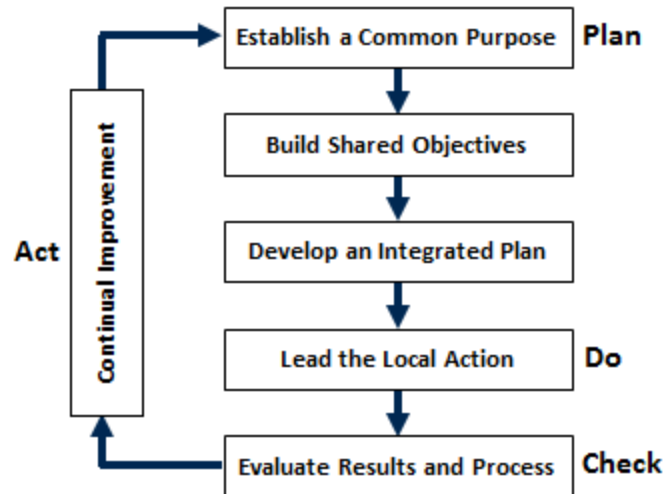 Establish a Common Purpose
Plan
Build Shared Objectives
Develop an Integrated Plan
Lead the Local Action
Do
Evaluate Results and Process
Check
Continual Improvement
Act